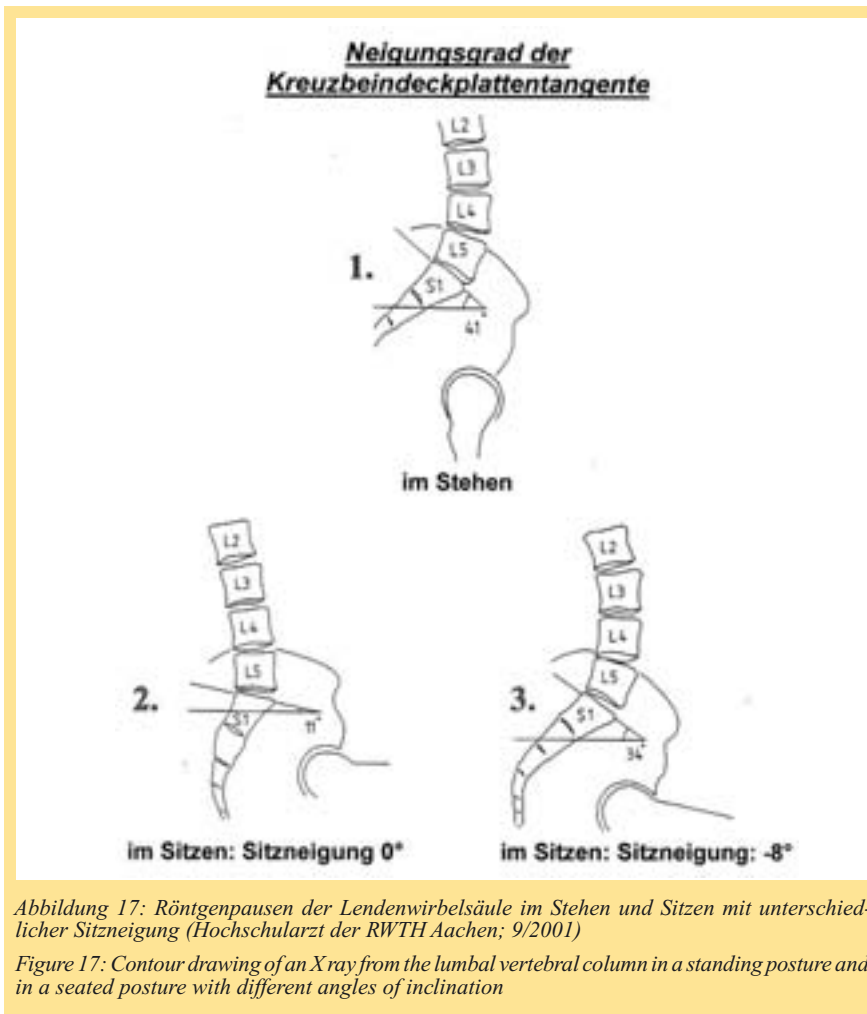 Neigungsgrad der
Kreuzbeindeckplattentangente
L2
L3
L4
L5
1.
S1
41°
im Stehen
L2
L3
L4
L5
2.
S1
11°
im Sitzen: Sitzneigung 0°
L2
L3
L4
L5
3.
S1
34°
im Sitzen: Sitzneigung: -8°
Abbildung 17: Röntgenpausen der Lendenwirbelsäule im Stehen und Sitzen mit unterschied-
licher Sitzneigung (Hochschularzt der RWTH Aachen; 9/2001)
Figure 17: Contour drawing of an X ray from the lumbal vertebral column in a standing posture and
in a seated posture with different angles of inclination